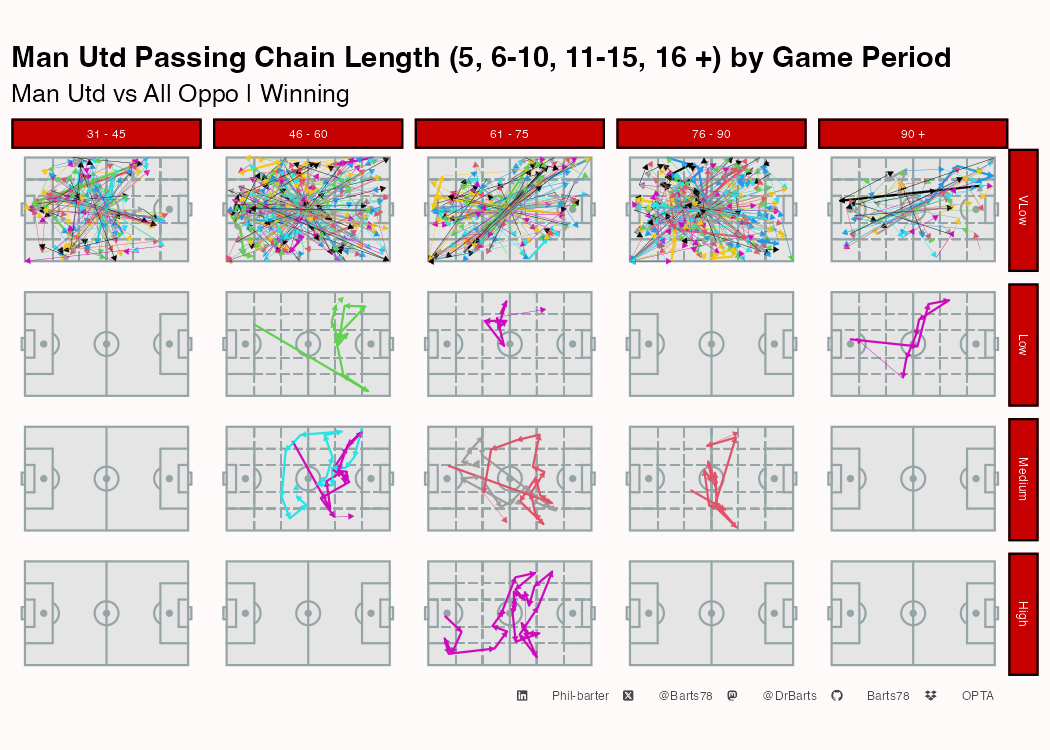 Man Utd Passing Chain Length (5, 6-10, 11-15, 16 +) by Game Period
Man Utd vs All Oppo | Winning
31 - 45
46 - 60
61 - 75
76 - 90
90 +
VLow
Low
Medium
High
Phil-barter @Barts78 @DrBarts Barts78 OPTA